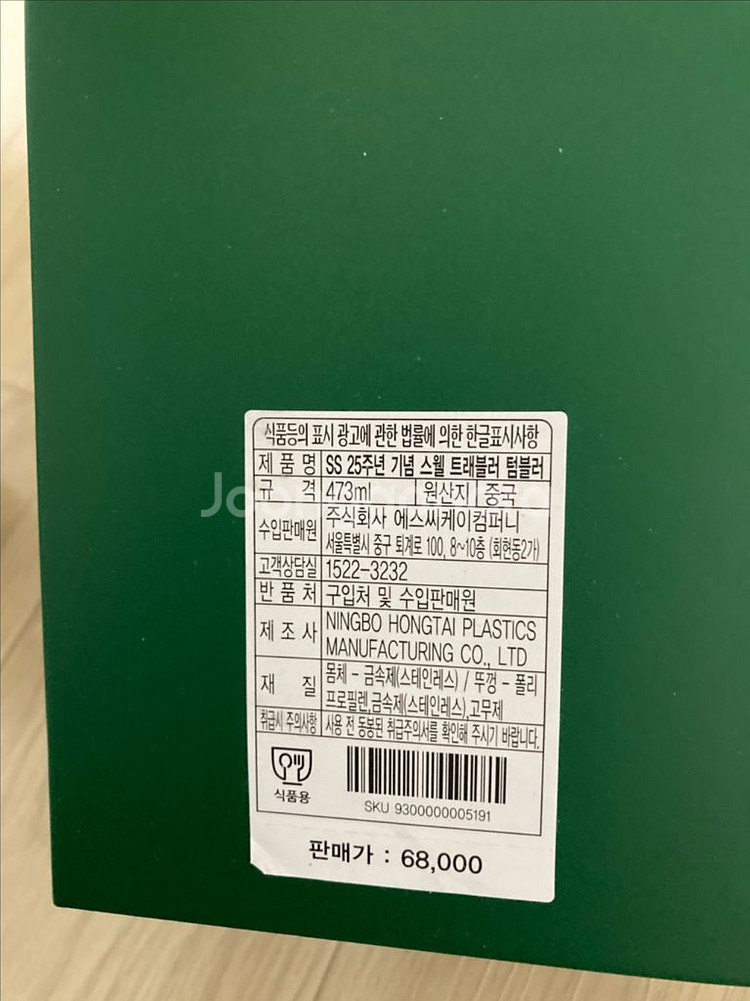 식품등의 표시 광고에 관한 법률에 의한 한글표시사항
제 품 명 SS 25주년 기념 스웰 트래블러 텀블러
규 격 473ml 원산지 중국
수입판매원 주식회사 에스씨케이컴퍼니
서울특별시 중구 퇴계로 100, 8~10층 (회현동2가)
고객상담실 1522-3232
반 품 처 구입처 및 수입판매원
제 조 사 NINGBO HONGTAI PLASTICS
MANUFACTURING CO., LTD
재 질 몸체 - 금속제(스테인레스) / 뚜껑 - 폴리
프로필렌,금속제(스테인레스),고무제
취급시 주의사항 사용 전 동봉된 취급주의서를 확인해 주시기 바랍니다.
식품용
SKU 9300000005191
판매가 : 68,000